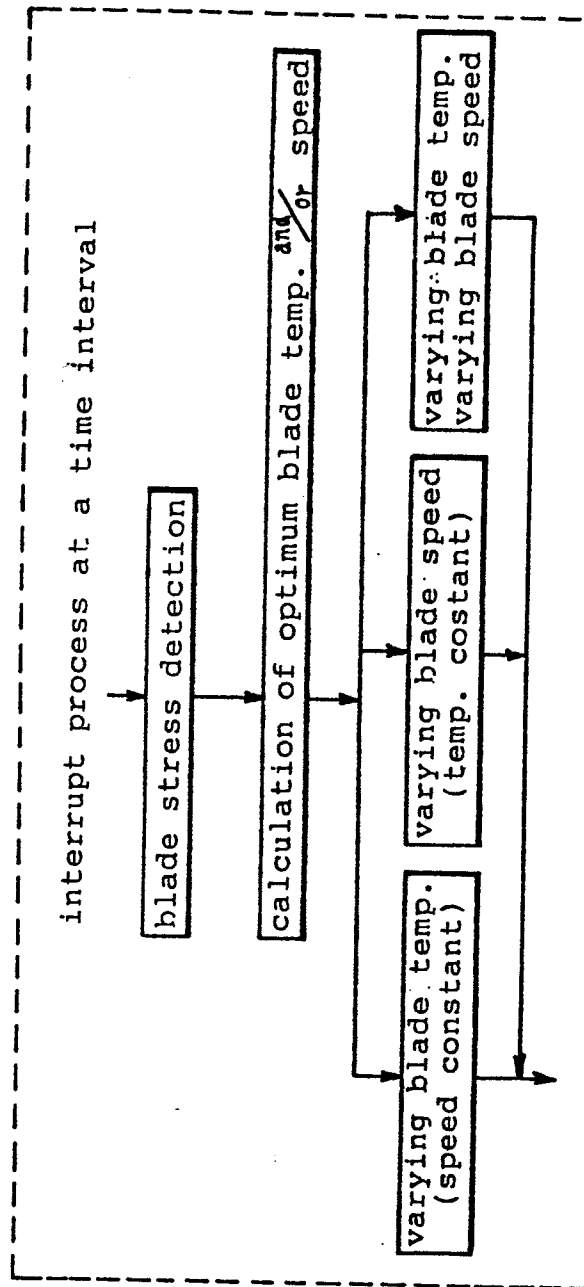 interrupt process at a time interval
blade stress detection
calculation of optimum blade temp. and/or speed
varying blade temp.
(speed constant)
varying blade speed
(temp. costant)
varying blade temp.
varying blade speed